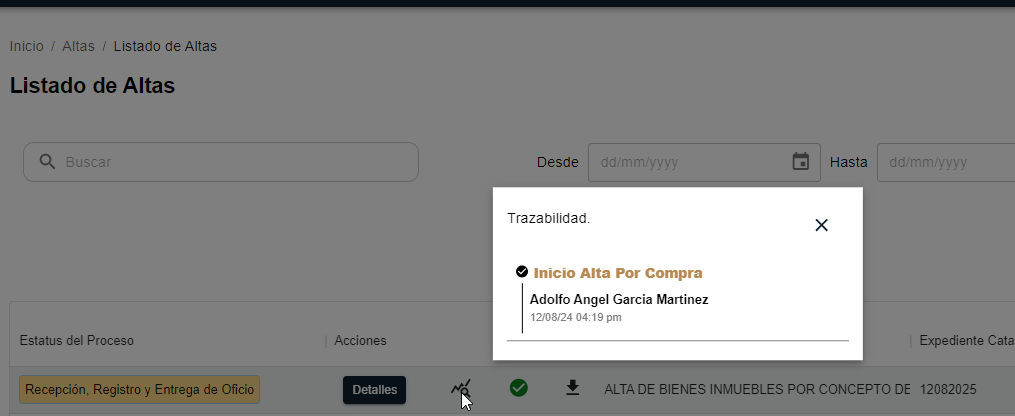 Inicio / Altas / Listado de Altas
Listado de Altas
Buscar
Desde dd/mm/yyyy Hasta dd/mm/yyyy
Trazabilidad.
Inicio Alta Por Compra
Adolfo Angel Garcia Martinez
12/08/24 04:19 pm
Estatus del Proceso Acciones Expediente Cata
Recepción, Registro y Entrega de Oficio Detalles ALTA DE BIENES INMUEBLES POR CONCEPTO DE 12082025